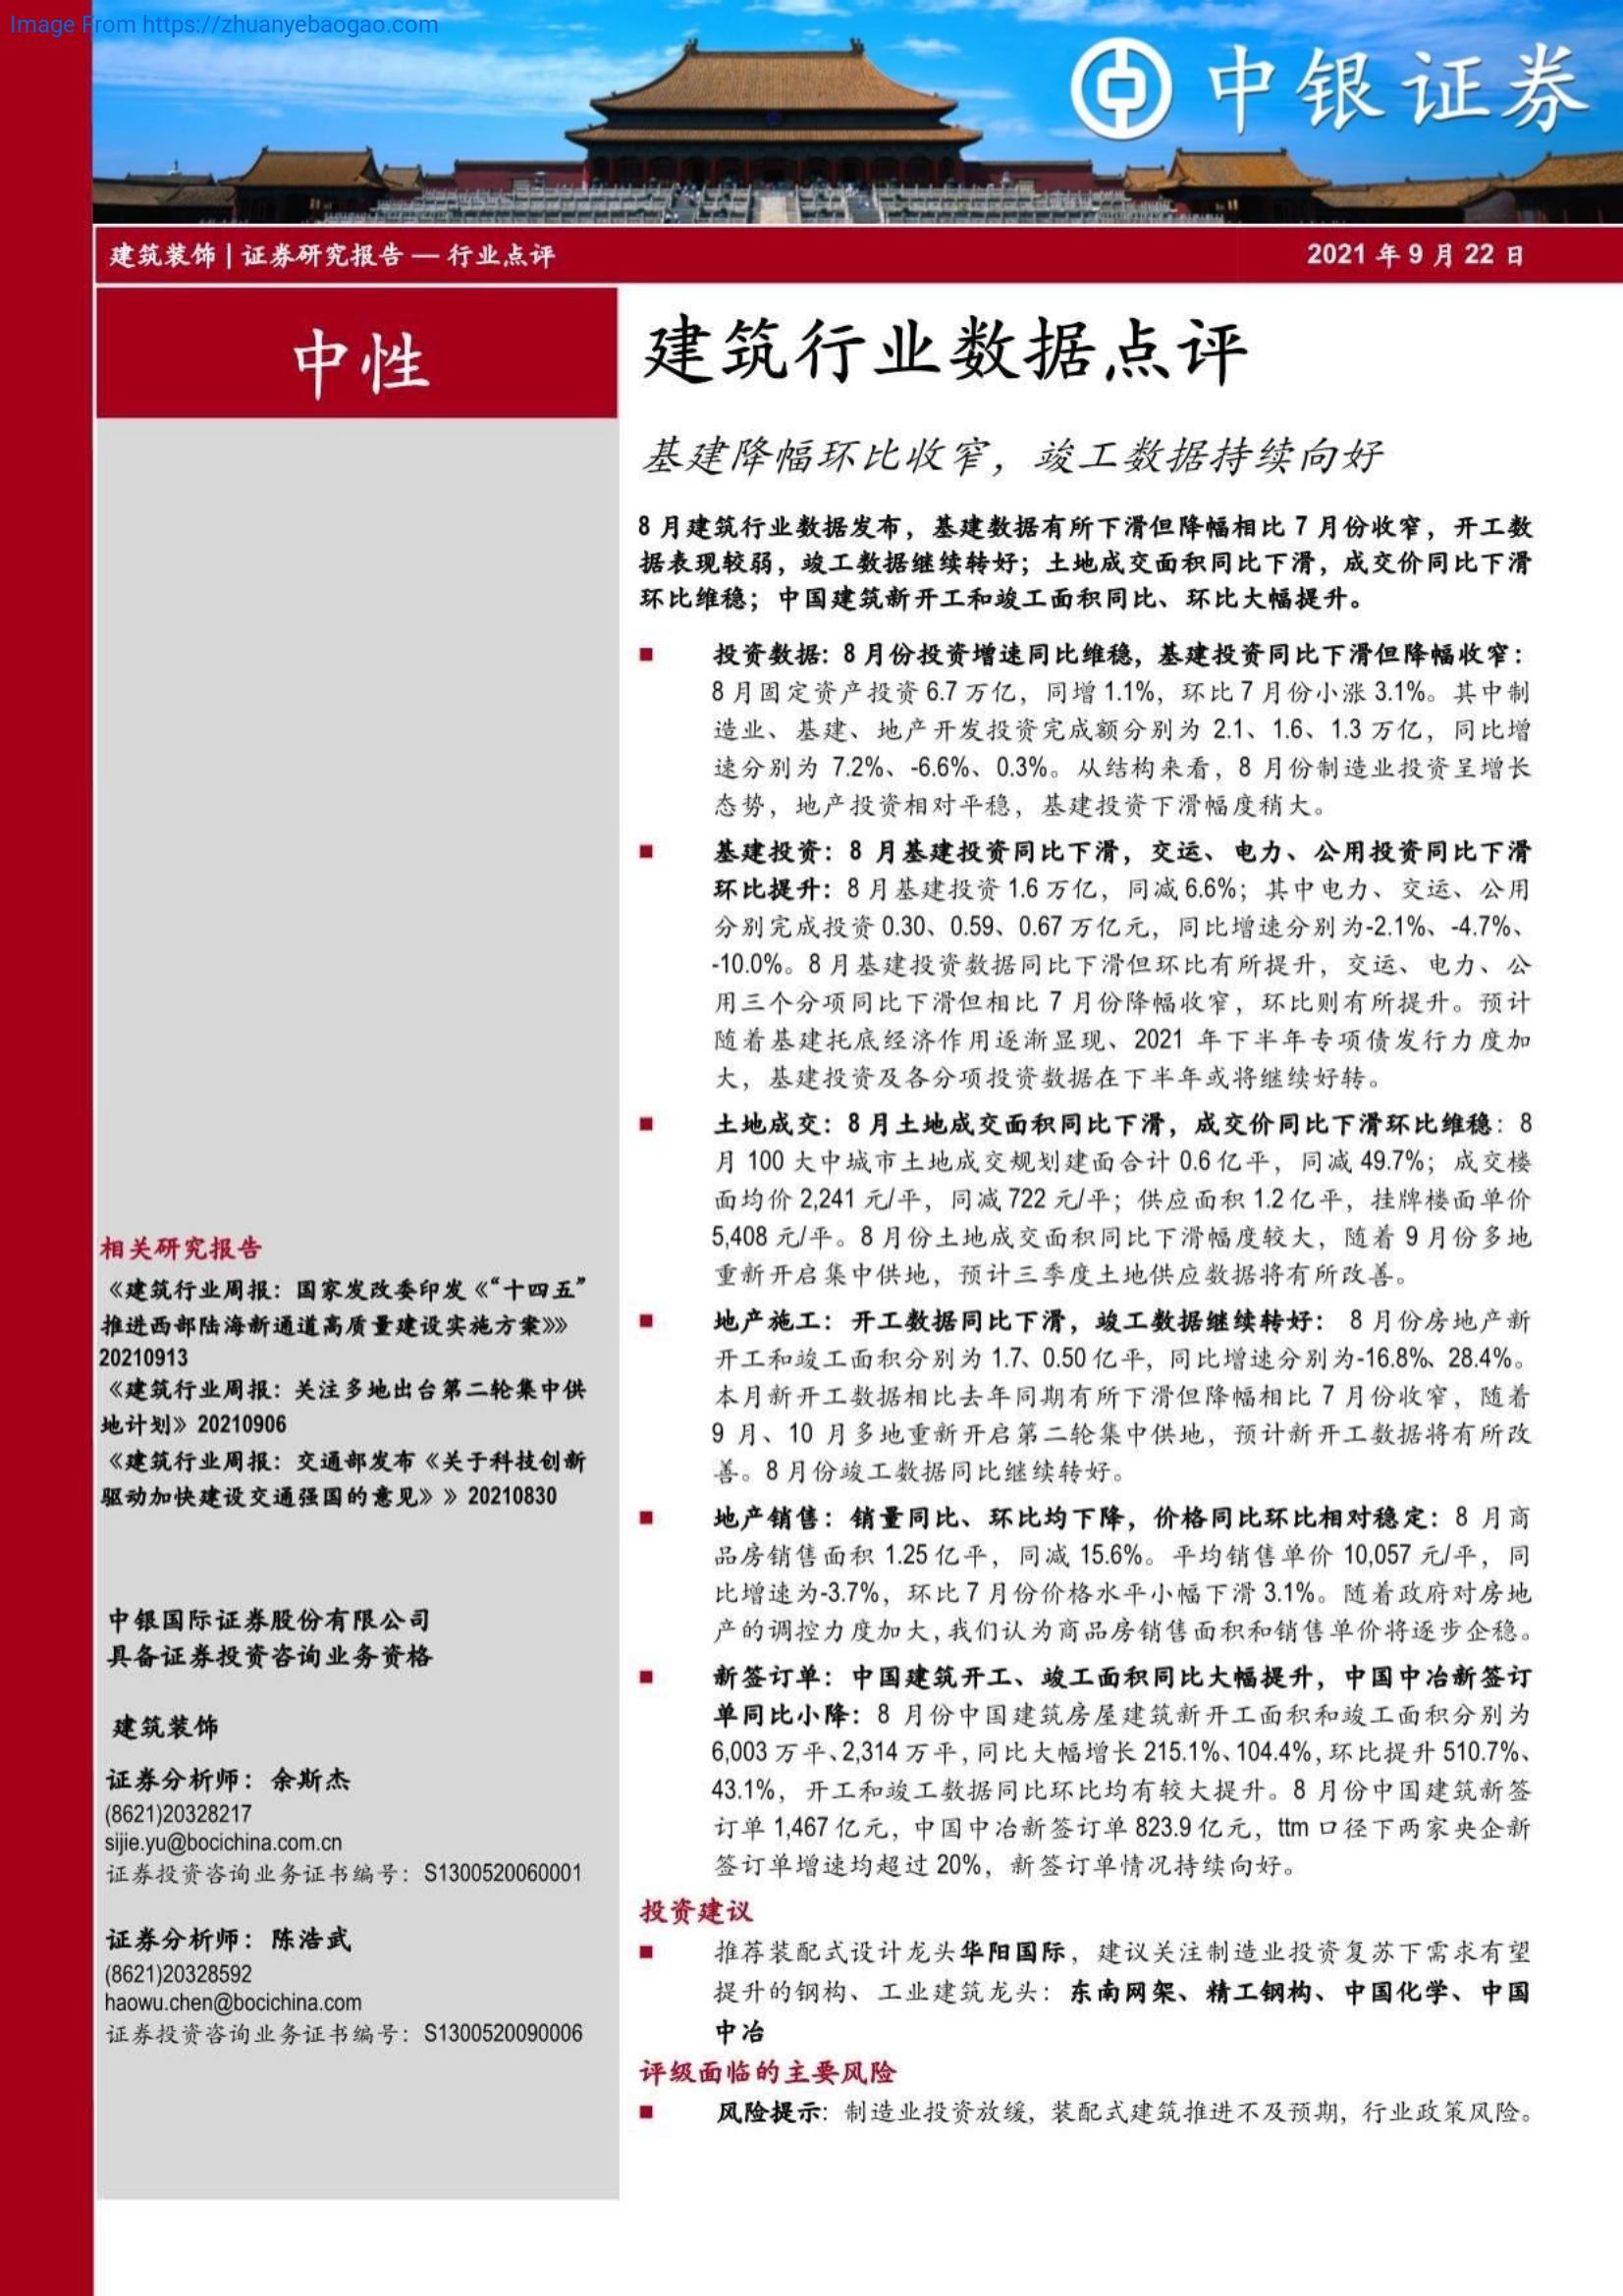 Image From https://zhuanyebaogao.com
中银证券
建筑装饰 | 证券研究报告 — 行业点评
2021 年 9 月 22 日
中性
建筑行业数据点评
基建降幅环比收窄，竣工数据持续向好
8 月建筑行业数据发布，基建数据有所下滑但降幅相比 7 月份收窄，开工数
据表现较弱，竣工数据继续转好；土地成交面积同比下滑，成交价同比下滑
环比维稳；中国建筑新开工和竣工面积同比、环比大幅提升。
■ 投资数据：8 月份投资增速同比维稳，基建投资同比下滑但降幅收窄：
8 月固定资产投资 6.7 万亿，同增 1.1%，环比 7 月份小涨 3.1%。其中制
造业、基建、地产开发投资完成额分别为 2.1、1.6、1.3 万亿，同比增
速分别为 7.2%、-6.6%、0.3%。从结构来看，8 月份制造业投资呈增长
态势，地产投资相对平稳，基建投资下滑幅度稍大。
■ 基建投资：8 月基建投资同比下滑，交运、电力、公用投资同比下滑
环比提升：8 月基建投资 1.6 万亿，同减 6.6%；其中电力、交运、公用
分别完成投资 0.30、0.59、0.67 万亿元，同比增速分别为-2.1%、-4.7%、
-10.0%。8 月基建投资数据同比下滑但环比有所提升，交运、电力、公
用三个分项同比下滑但相比 7 月份降幅收窄，环比则有所提升。预计
随着基建托底经济作用逐渐显现、2021 年下半年专项债发行力度加
大，基建投资及各分项投资数据在下半年或将继续好转。
■ 土地成交：8 月土地成交面积同比下滑，成交价同比下滑环比维稳：8
月 100 大中城市土地成交规划建面合计 0.6 亿平，同减 49.7%；成交楼
面均价 2,241 元/平，同减 722 元/平；供应面积 1.2 亿平，挂牌楼面单价
5,408 元/平。8 月份土地成交面积同比下滑幅度较大，随着 9 月份多地
重新开启集中供地，预计三季度土地供应数据将有所改善。
■ 地产施工：开工数据同比下滑，竣工数据继续转好： 8 月份房地产新
开工和竣工面积分别为 1.7、0.50 亿平，同比增速分别为-16.8%、28.4%。
本月新开工数据相比去年同期有所下滑但降幅相比 7 月份收窄，随着
9 月、10 月多地重新开启第二轮集中供地，预计新开工数据将有所改
善。8 月份竣工数据同比继续转好。
■ 地产销售：销量同比、环比均下降，价格同比环比相对稳定：8 月商
品房销售面积 1.25 亿平，同减 15.6%。平均销售单价 10,057 元/平，同
比增速为-3.7%，环比 7 月份价格水平小幅下滑 3.1%。随着政府对房地
产的调控力度加大，我们认为商品房销售面积和销售单价将逐步企稳。
■ 新签订单：中国建筑开工、竣工面积同比大幅提升，中国中冶新签订
单同比小降：8 月份中国建筑房屋建筑新开工面积和竣工面积分别为
6,003 万平、2,314 万平，同比大幅增长 215.1%、104.4%，环比提升 510.7%、
43.1%，开工和竣工数据同比环比均有较大提升。8 月份中国建筑新签
订单 1,467 亿元，中国中冶新签订单 823.9 亿元，ttm 口径下两家央企新
签订单增速均超过 20%，新签订单情况持续向好。
投资建议
■ 推荐装配式设计龙头华阳国际，建议关注制造业投资复苏下需求有望
提升的钢构、工业建筑龙头：东南网架、精工钢构、中国化学、中国
中冶
评级面临的主要风险
■ 风险提示：制造业投资放缓，装配式建筑推进不及预期，行业政策风险。
相关研究报告
《建筑行业周报：国家发改委印发《“十四五”
推进西部陆海新通道高质量建设实施方案》》
20210913
《建筑行业周报：关注多地出台第二轮集中供
地计划》20210906
《建筑行业周报：交通部发布《关于科技创新
驱动加快建设交通强国的意见》》20210830
中银国际证券股份有限公司
具备证券投资咨询业务资格
建筑装饰
证券分析师：余斯杰
(8621)20328217
sijie.yu@bocichina.com.cn
证券投资咨询业务证书编号：S1300520060001
证券分析师：陈浩武
(8621)20328592
haowu.chen@bocichina.com
证券投资咨询业务证书编号：S1300520090006